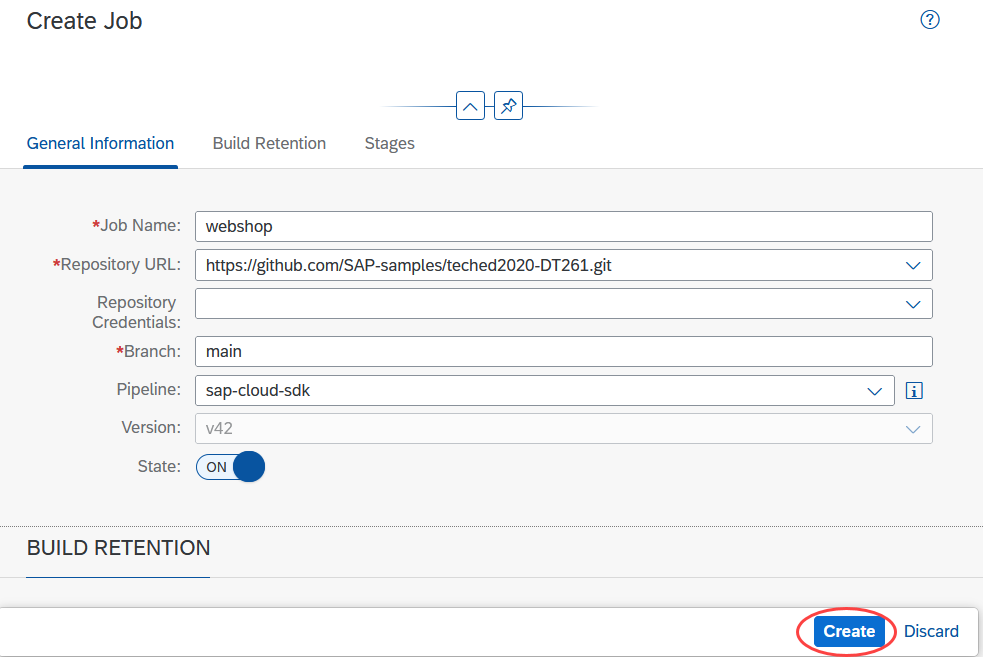 Create Job
General Information Build Retention Stages
*Job Name: webshop
*Repository URL: https://github.com/SAP-samples/teched2020-DT261.git
Repository
Credentials:
*Branch: main
Pipeline: sap-cloud-sdk
Version: v42
State: ON
BUILD RETENTION
Create Discard